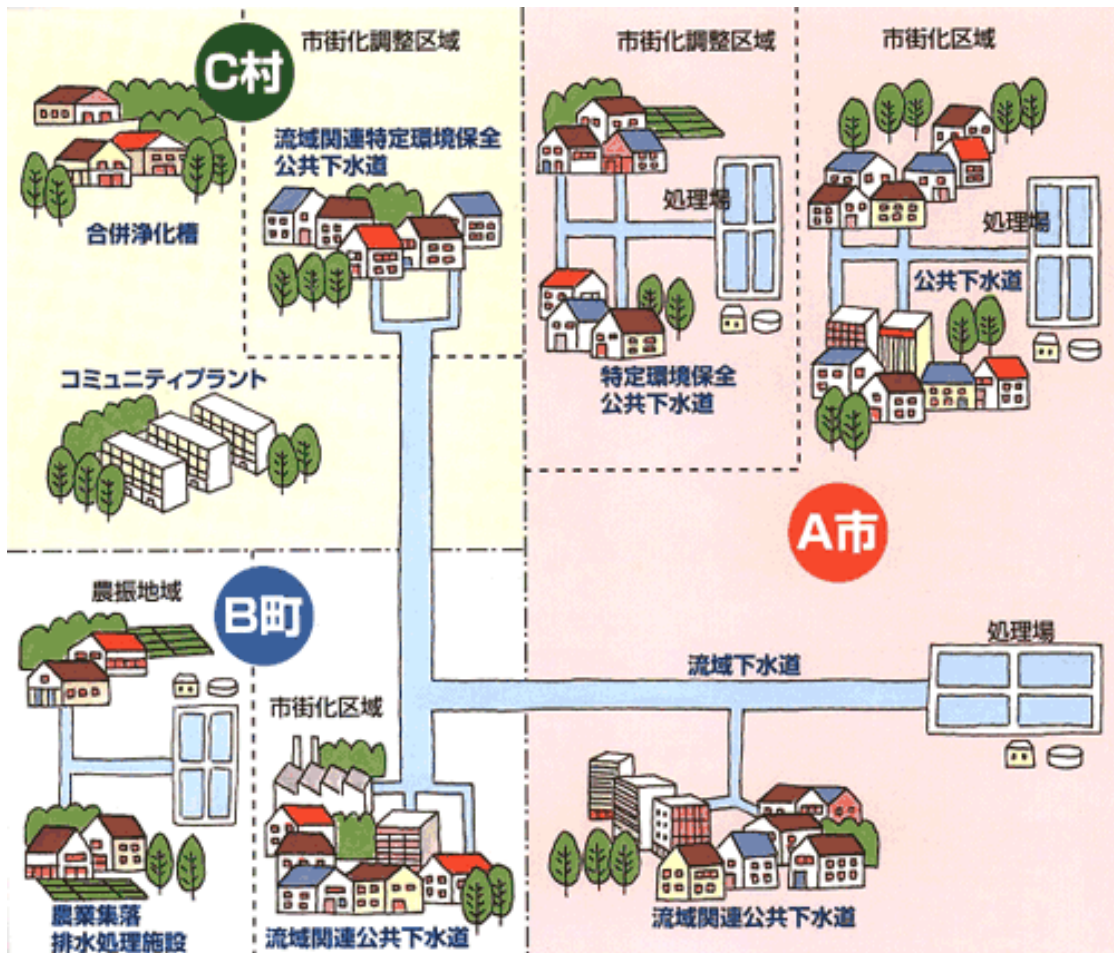 C村
市街化調整区域
流域関連特定環境保全
公共下水道
合併浄化槽
コミュニティプラント
市街化調整区域
処理場
特定環境保全
公共下水道
市街化区域
処理場
公共下水道
A市
農振地域
B町
市街化区域
農業集落
排水処理施設
流域関連公共下水道
流域下水道
処理場
流域関連公共下水道